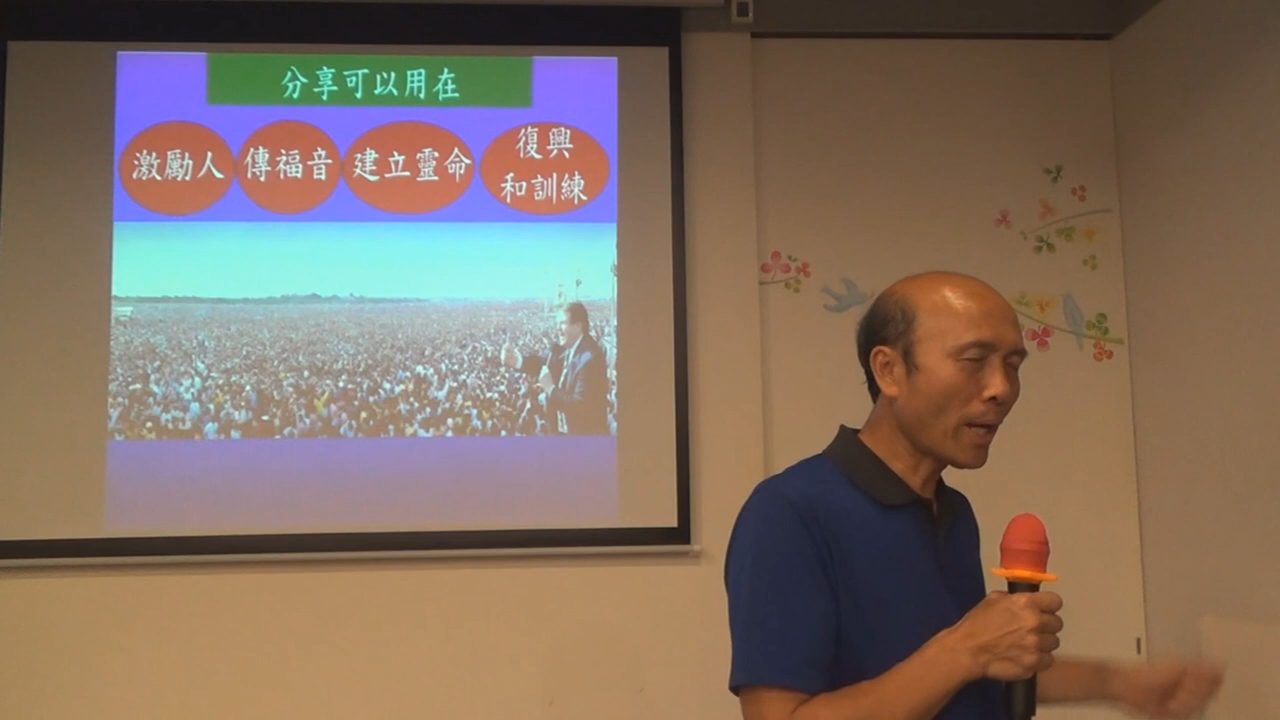 分享可以用在
激勵人
傳福音
建立靈命
復興
和訓練